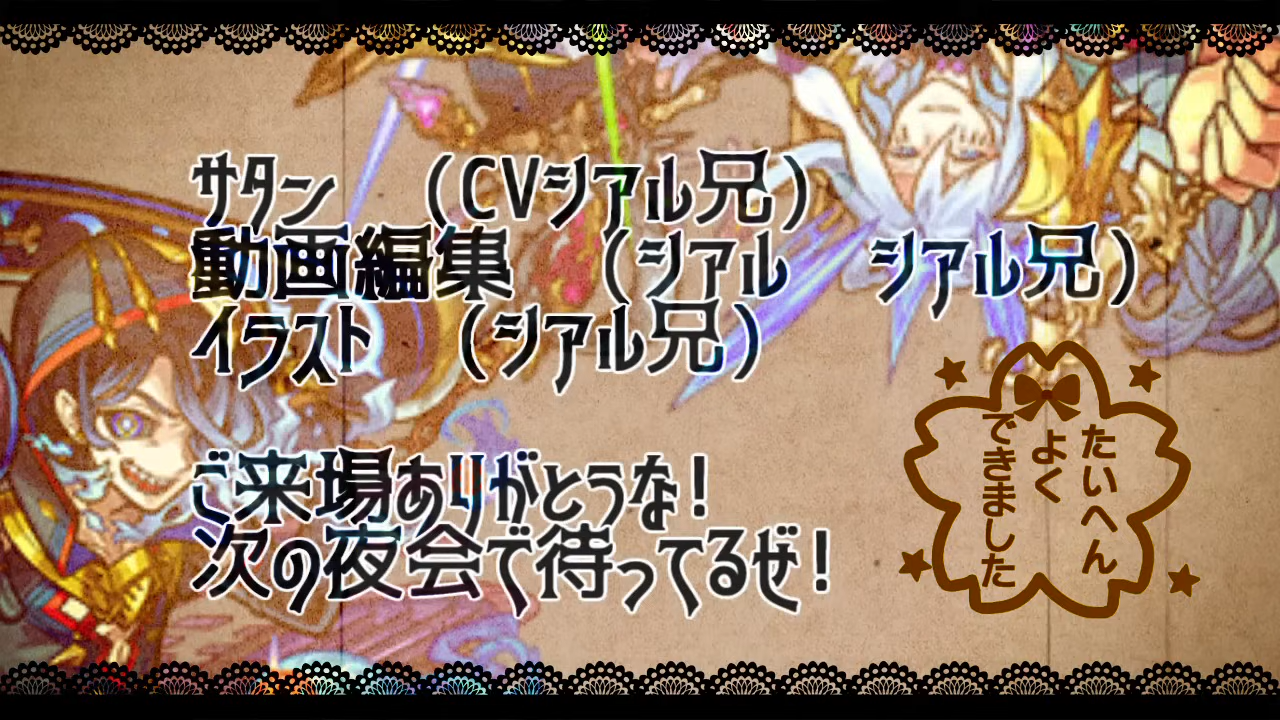 サタン　（CVシアル兄）
動画編集　（シアル　シアル兄）
イラスト　（シアル兄）
ご来場ありがとうな！
次の夜会で待ってるぜ！
たいへん
よく
できました